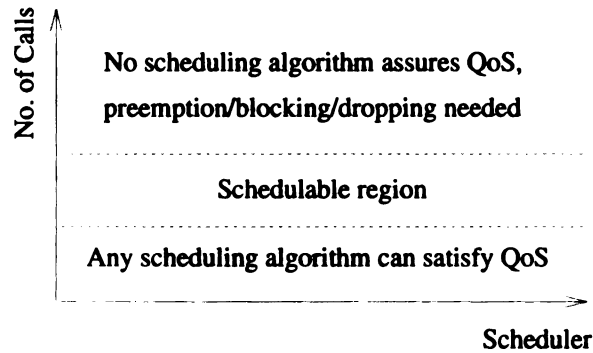 No. of Calls
No scheduling algorithm assures QoS,
preemption/blocking/dropping needed
Schedulable region
Any scheduling algorithm can satisfy QoS
Scheduler